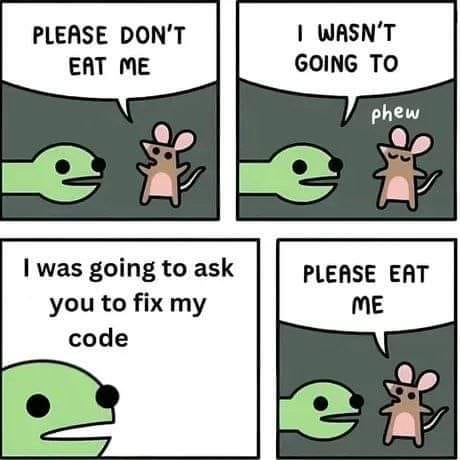 PLEASE DON'T
EAT ME
I WASN'T
GOING TO
phew
I was going to ask
you to fix my
code
PLEASE EAT
ME